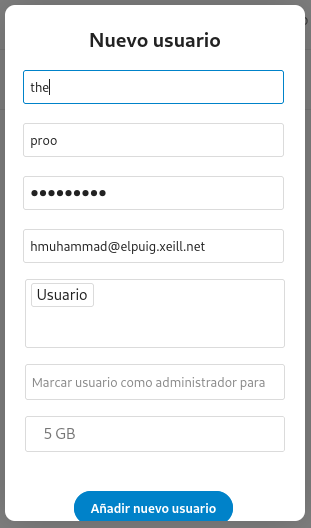 Nuevo usuario
the
proo
●●●●●●●●●
hmuhammad@elpuig.xeill.net
Usuario
Marcar usuario como administrador para
5 GB
Añadir nuevo usuario